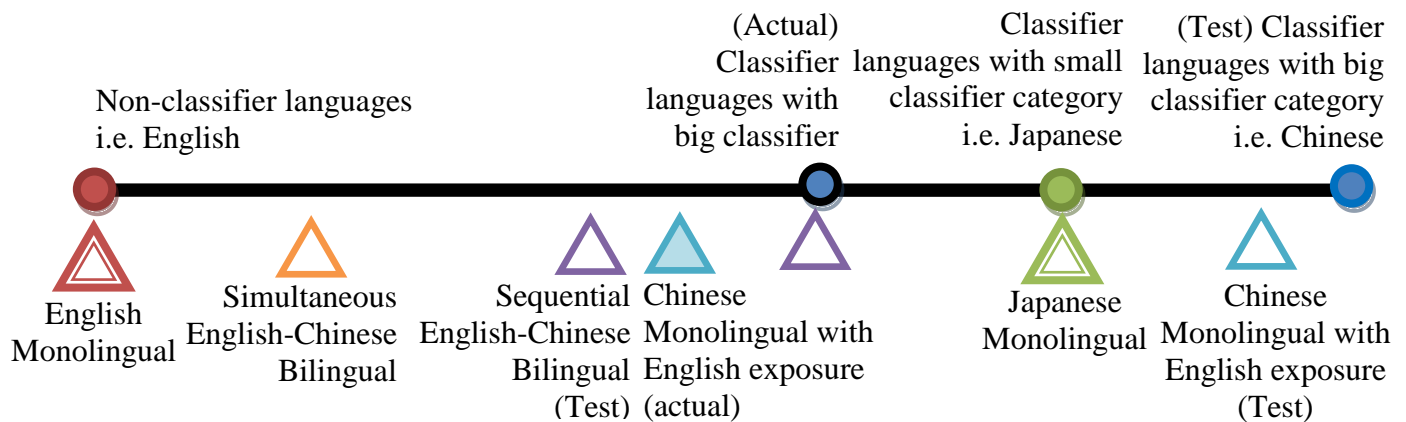 Non-classifier languages
i.e. English
(Actual)
Classifier
languages with
big classifier
Classifier
languages with small
classifier category
i.e. Japanese
(Test) Classifier
languages with big
classifier category
i.e. Chinese
English
Monolingual
Simultaneous
English-Chinese
Bilingual
Sequential
English-Chinese
Bilingual
(Test)
Chinese
Monolingual with
English exposure
(actual)
Japanese
Monolingual
Chinese
Monolingual with
English exposure
(Test)